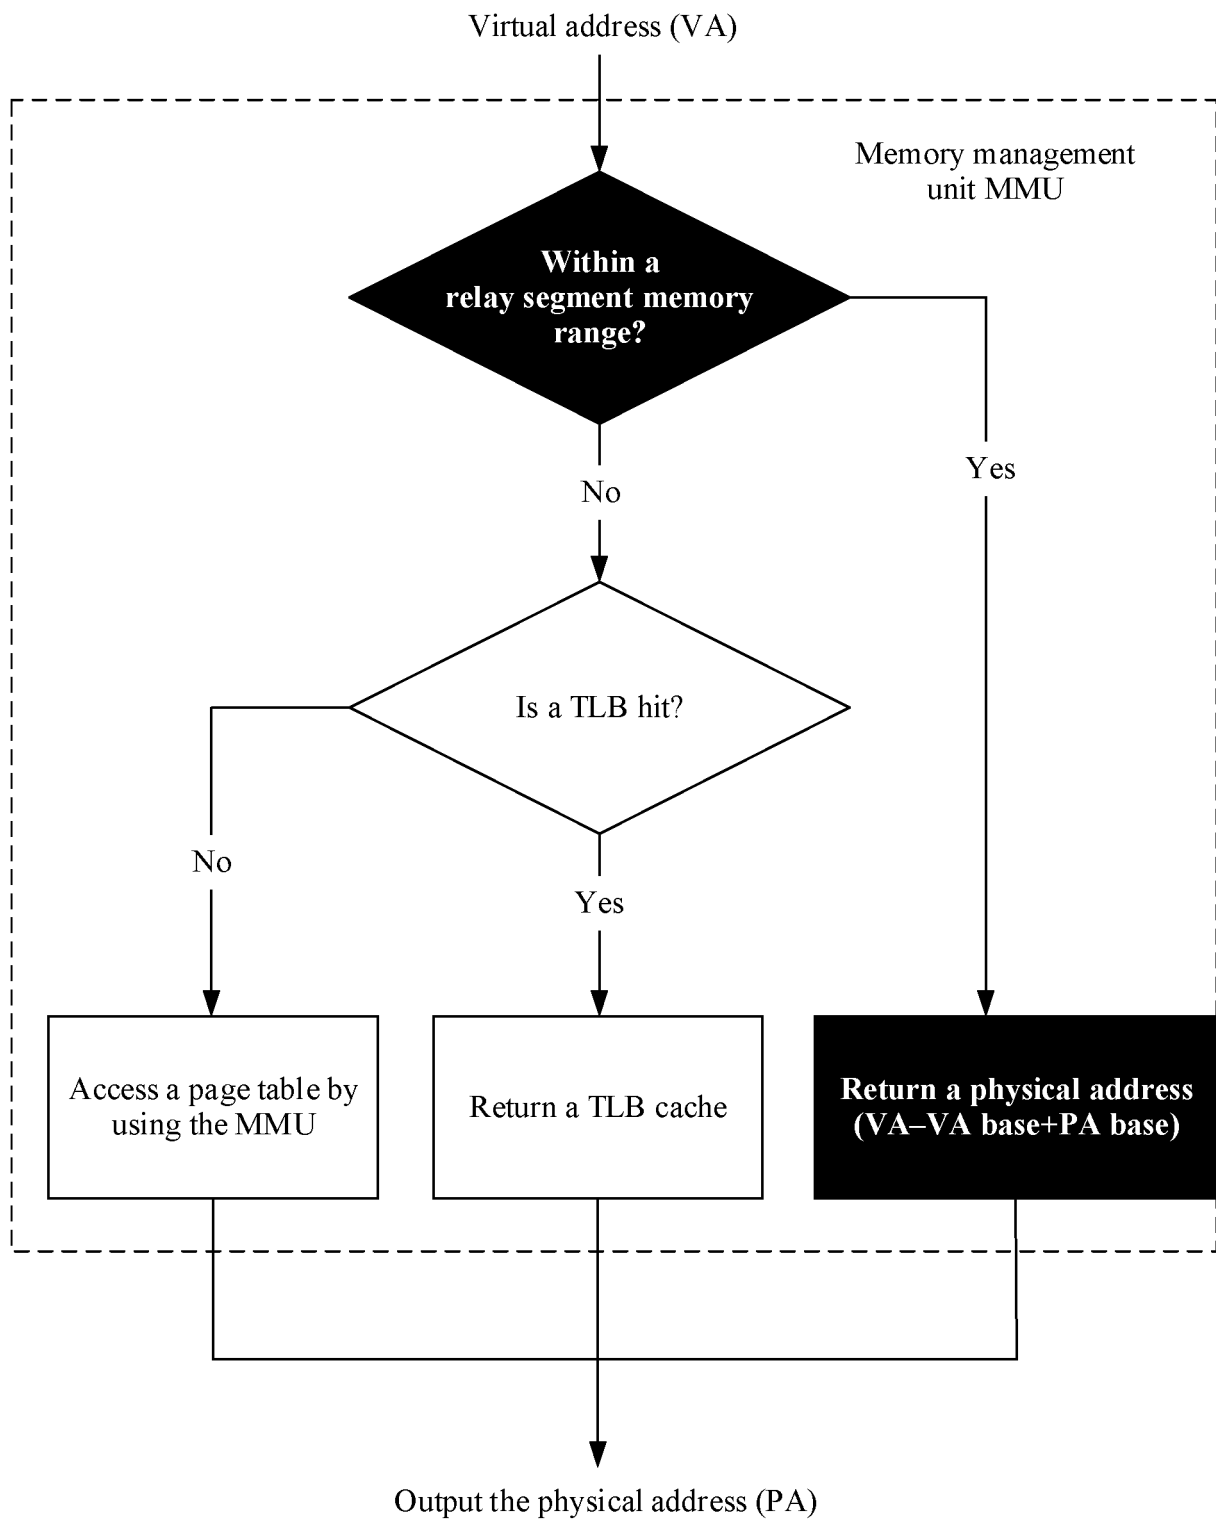 Virtual address (VA)
Memory management
unit MMU
Within a
relay segment memory
range?
Yes
No
Is a TLB hit?
No
Yes
Access a page table by
using the MMU
Return a TLB cache
Return a physical address
(VA–VA base+PA base)
Output the physical address (PA)